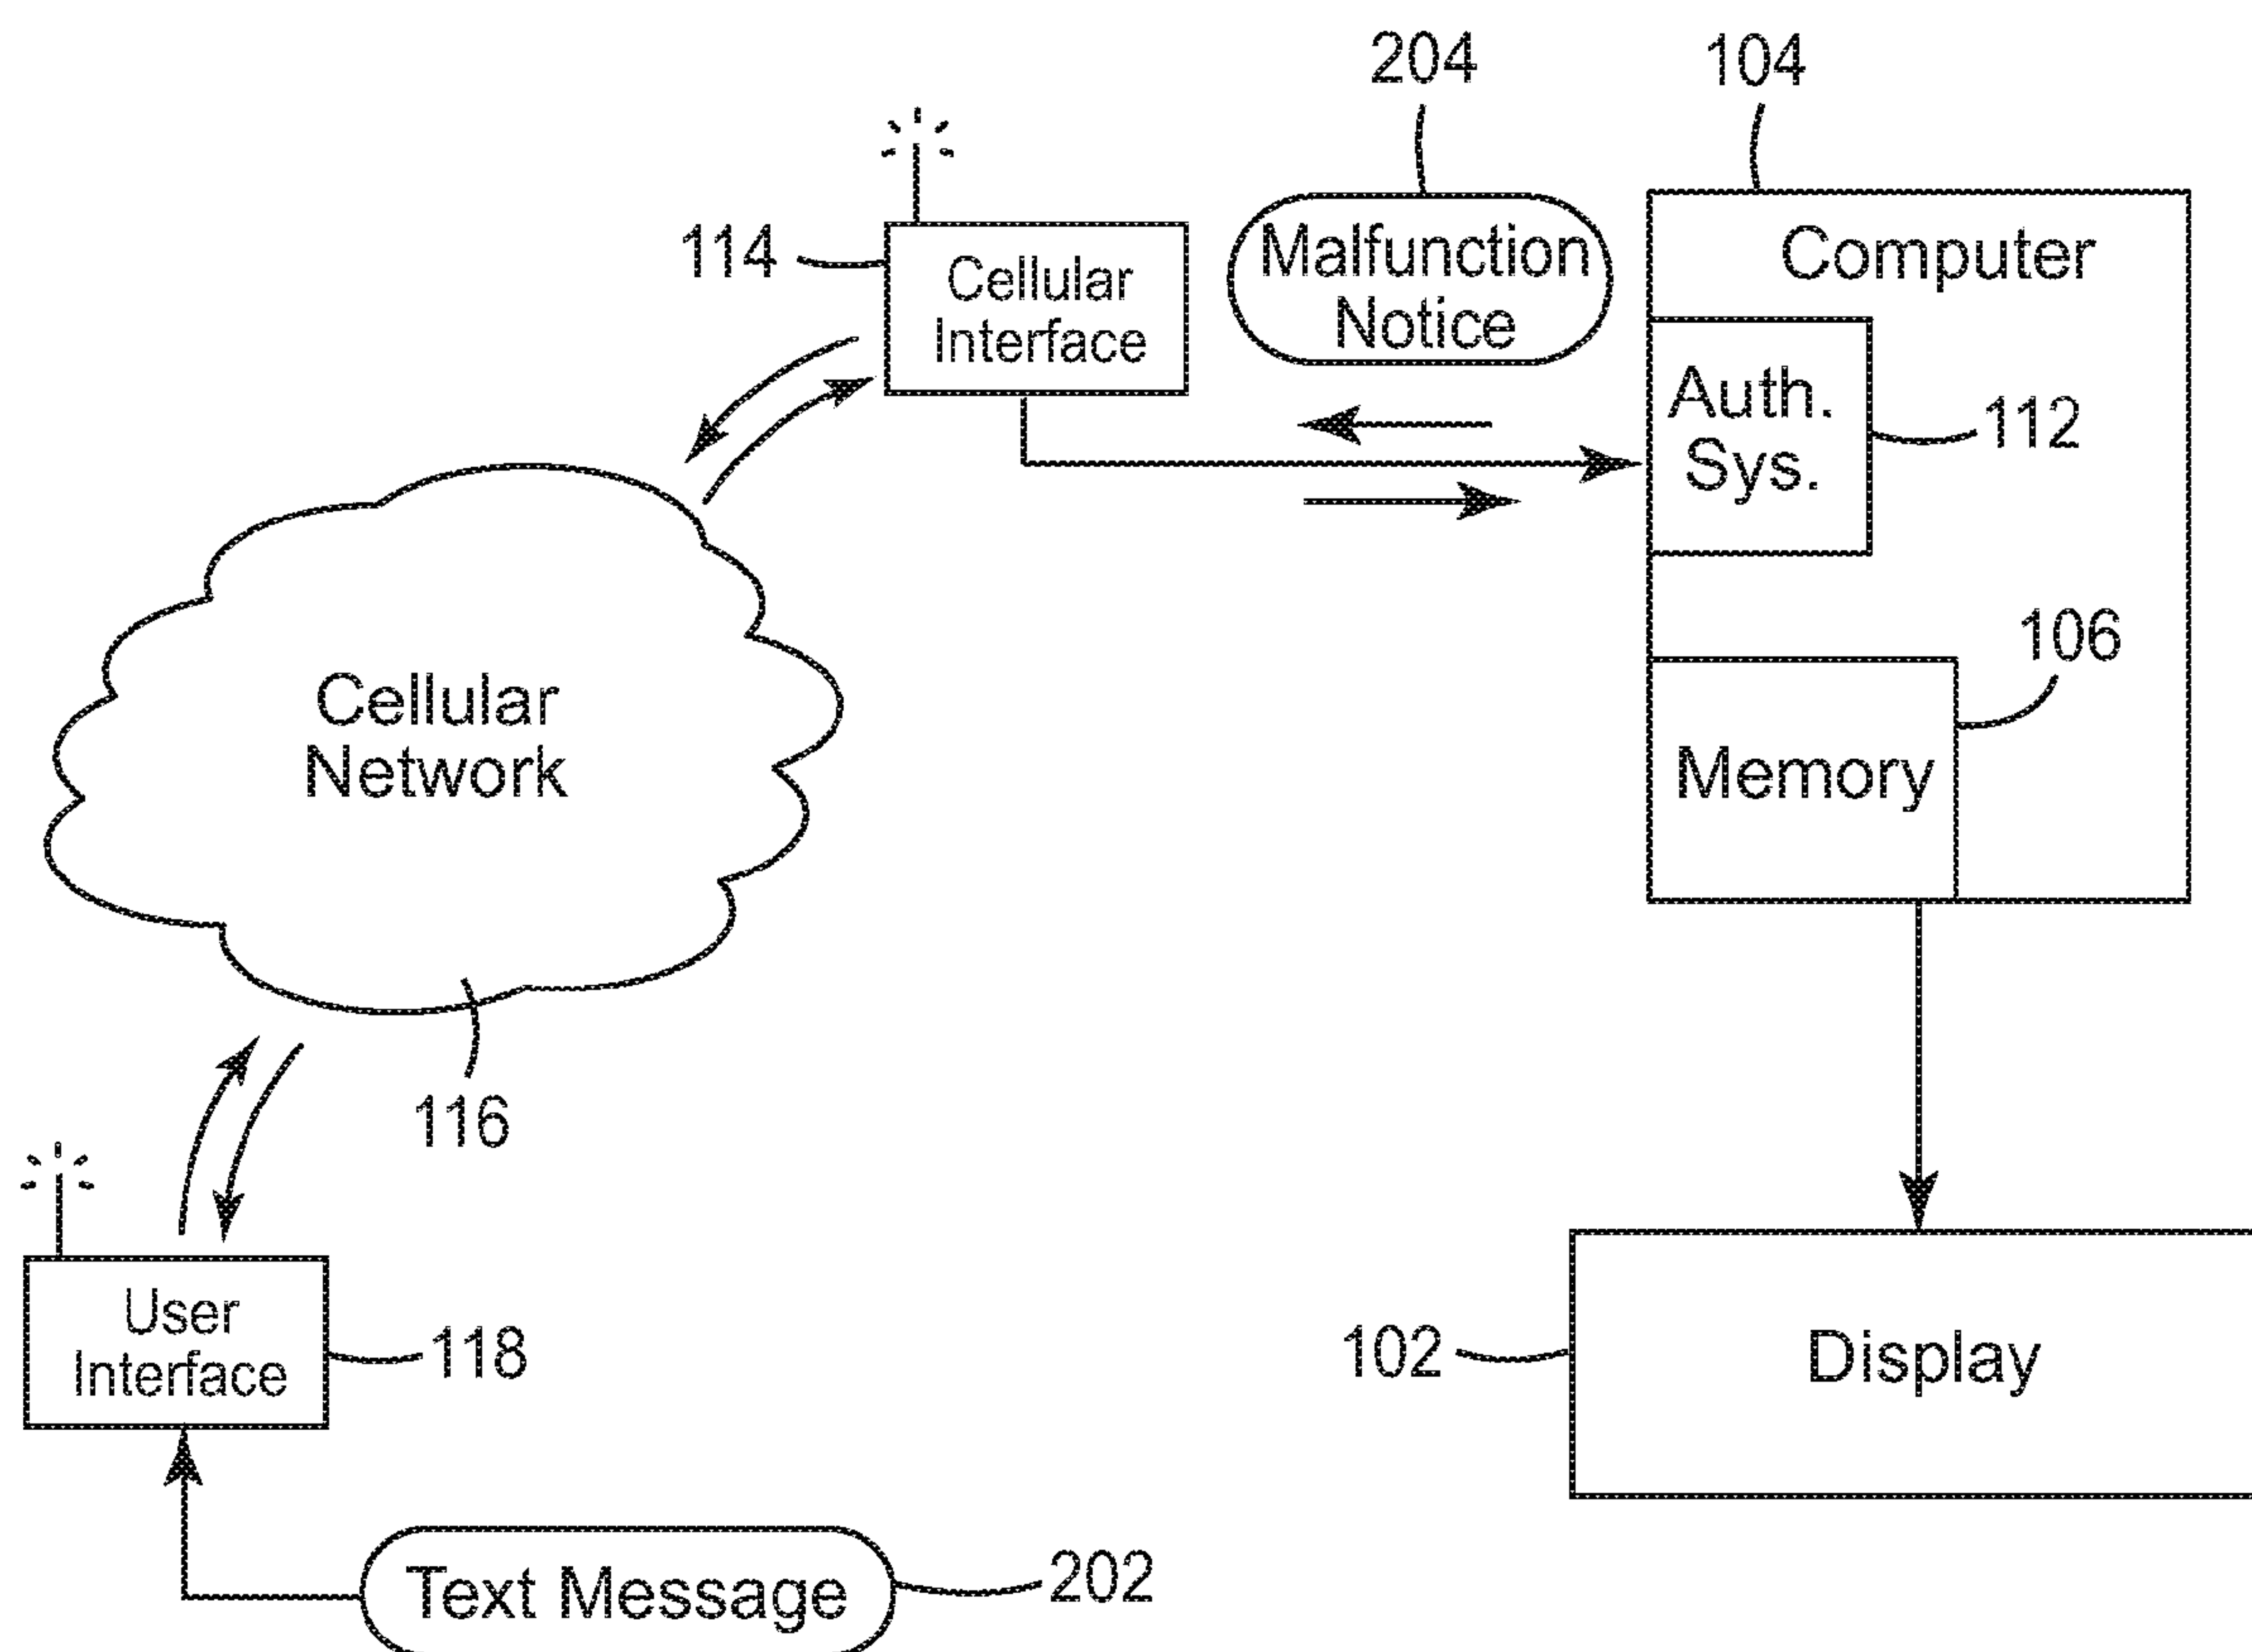 204
104
114
Cellular
Interface
Malfunction
Notice
Computer
Auth.
Sys.
112
106
Memory
Cellular
Network
116
User
Interface
118
102
Display
Text Message
202